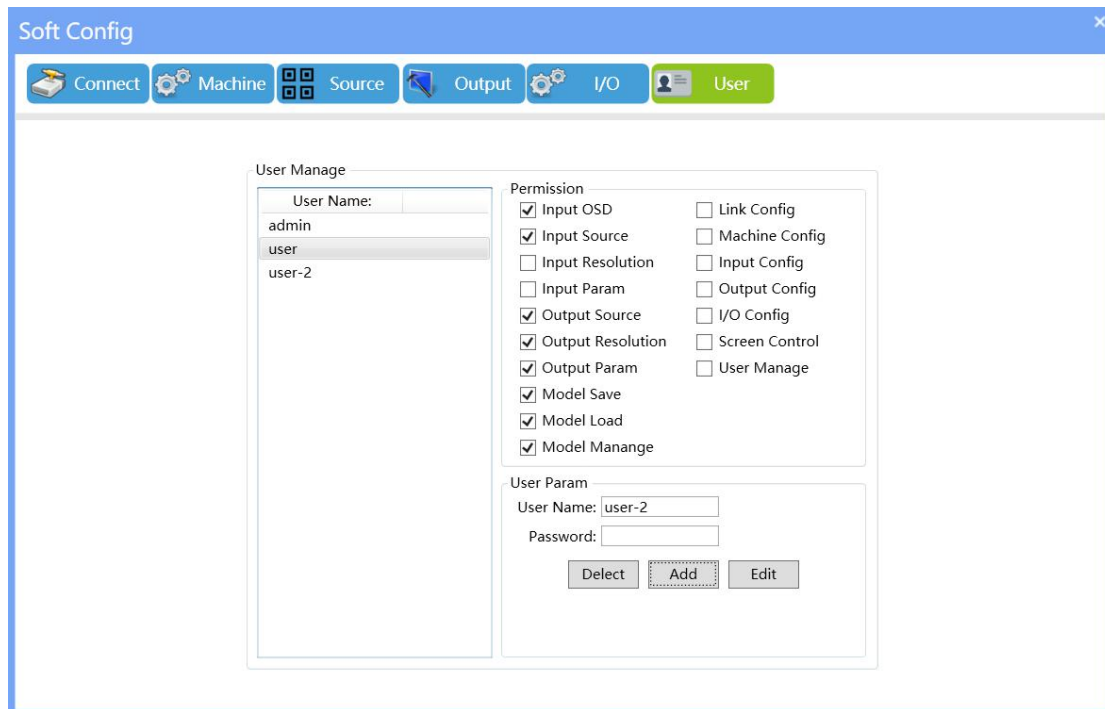 Soft Config
Connect Machine Source Output I/O User
User Manage
User Name:
admin
user
user-2
Permission
Input OSD
Input Source
Input Resolution
Input Param
Output Source
Output Resolution
Output Param
Model Save
Model Load
Model Manange
Link Config
Machine Config
Input Config
Output Config
I/O Config
Screen Control
User Manage
User Param
User Name: user-2
Password:
Delect Add Edit